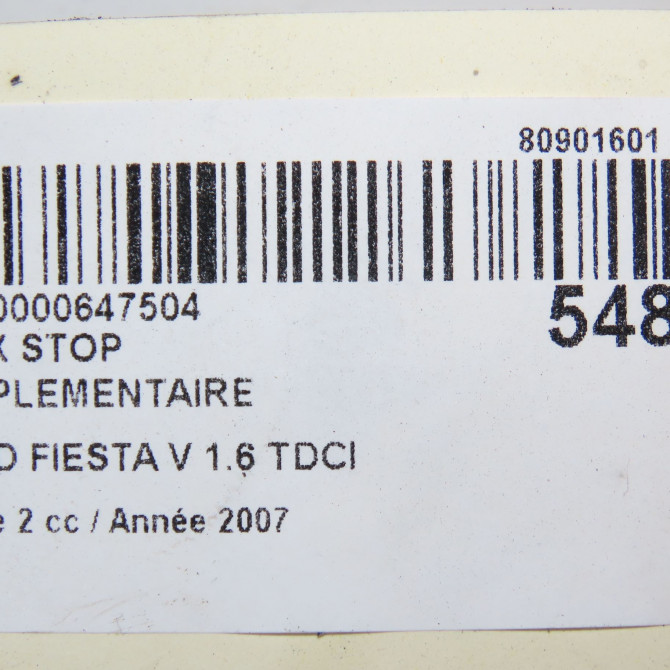 80901601
0000647504
548
X STOP
PLEMENTAIRE
D FIESTA V 1.6 TDCI
e 2 cc / Année 2007